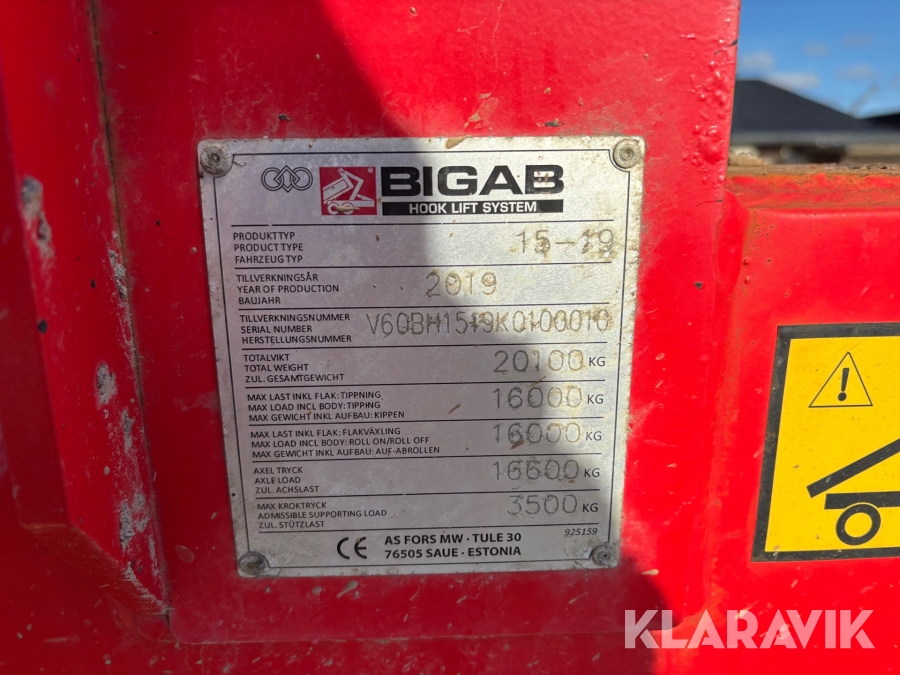 BIGAB
HOOK LIFT SYSTEM
PRODUKTTYP
PRODUCT TYPE 15-19
FAHRZEUG TYP
TILLVERKNINGSÅR
YEAR OF PRODUCTION 2019
BAUJAHR
TILLVERKNINGSNUMMER
SERIAL NUMBER V60BH1519K0100010
HERSTELLUNGSNUMMER
TOTALVIKT
TOTAL WEIGHT 20100 KG
ZUL. GESAMTGEWICHT
MAX LAST INKL FLAK: TIPPNING
MAX LOAD INCL BODY: TIPPING 16000 KG
MAX GEWICHT INKL AUFBAU: KIPPEN
MAX LAST INKL FLAK: FLAKVÄXLING
MAX LOAD INCL BODY: ROLL ON/ROLL OFF 16000 KG
MAX GEWICHT INKL AUFBAU: AUF-ABROLLEN
AXEL TRYCK
AXLE LOAD 16600 KG
ZUL. ACHSLAST
MAX KROKTRYCK
ADMISSIBLE SUPPORTING LOAD 3500 KG
ZUL. STÜTZLAST
925159
CE AS FORS MW · TULE 30
76505 SAUE · ESTONIA
KLARAVIK